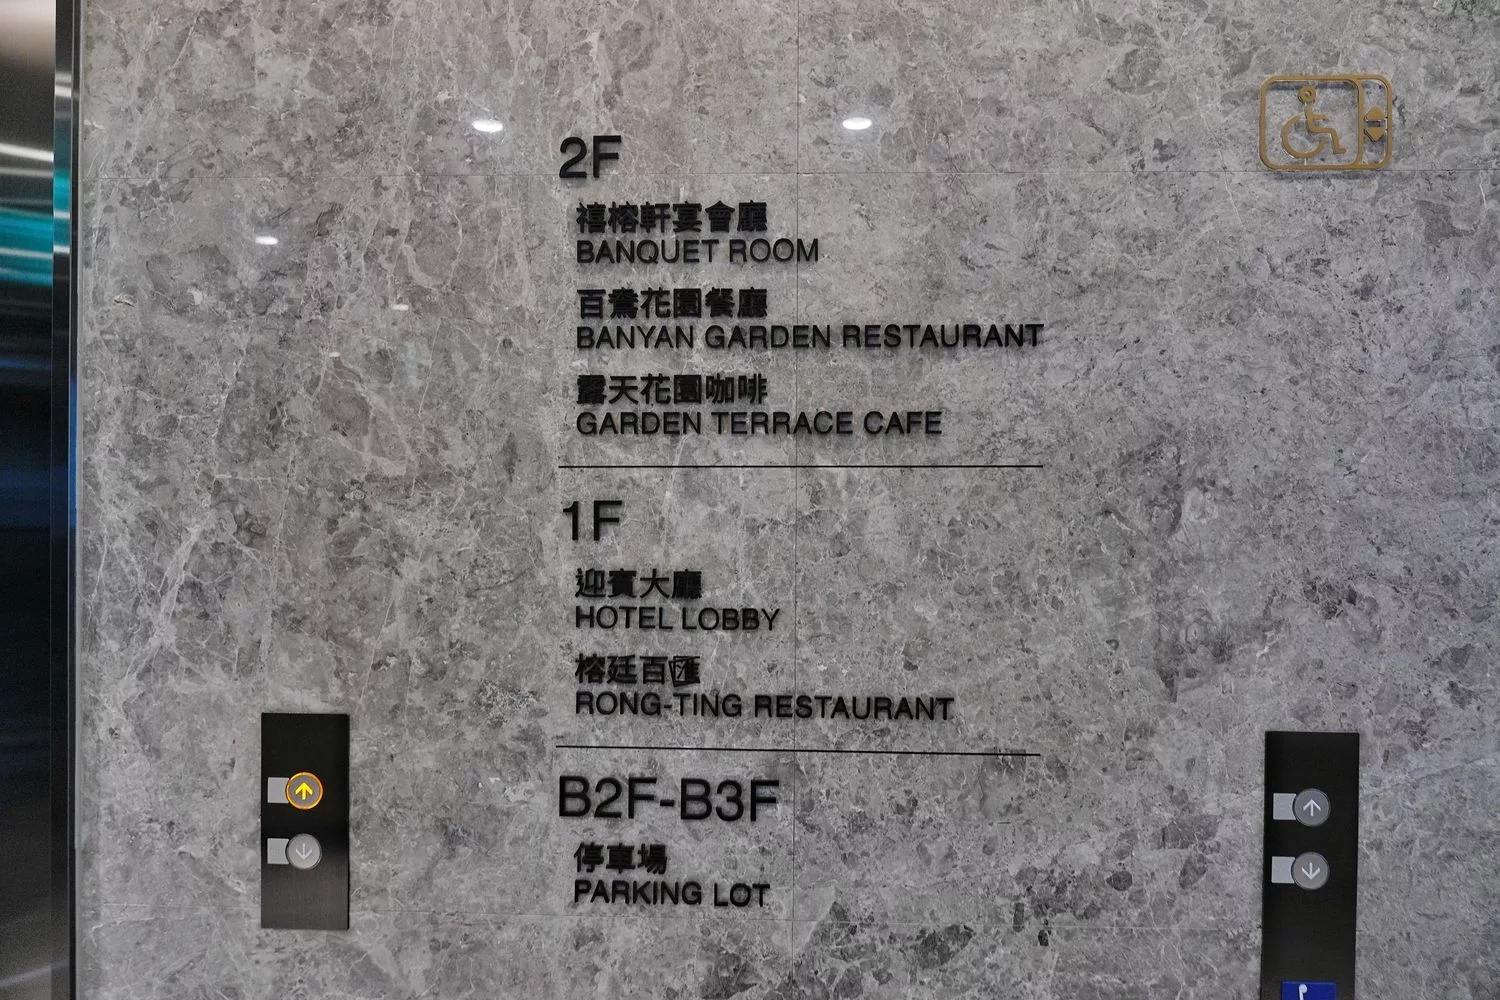 2F
禧榕軒宴會廳
BANQUET ROOM
百鴦花園餐廳
BANYAN GARDEN RESTAURANT
露天花園咖啡
GARDEN TERRACE CAFE
1F
迎賓大廳
HOTEL LOBBY
榕廷百匯
RONG-TING RESTAURANT
B2F-B3F
停車場
PARKING LOT